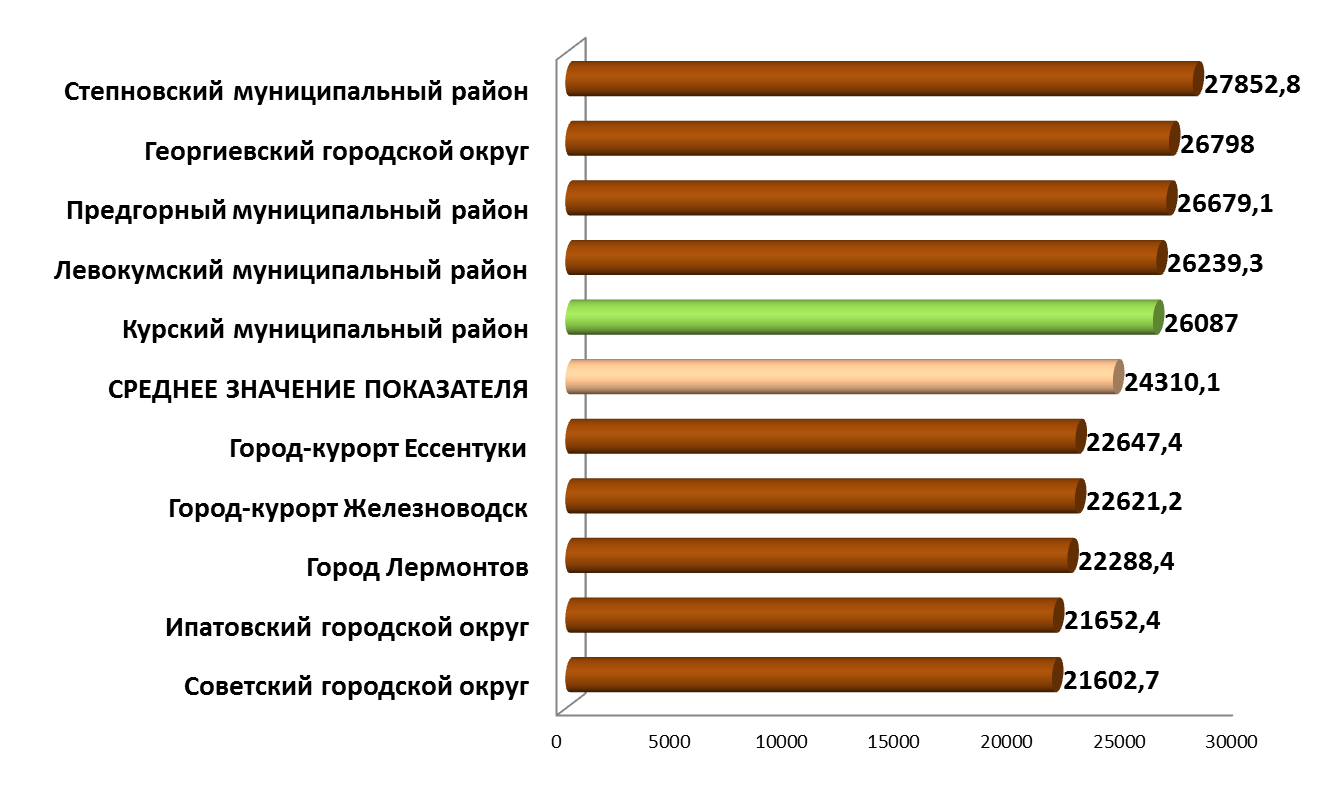 Степновский муниципальный район 27852,8
Георгиевский городской округ 26798
Предгорный муниципальный район 26679,1
Левокумский муниципальный район 26239,3
Курский муниципальный район 26087
СРЕДНЕЕ ЗНАЧЕНИЕ ПОКАЗАТЕЛЯ 24310,1
Город-курорт Ессентуки 22647,4
Город-курорт Железноводск 22621,2
Город Лермонтов 22288,4
Ипатовский городской округ 21652,4
Советский городской округ 21602,7
0 5000 10000 15000 20000 25000 30000